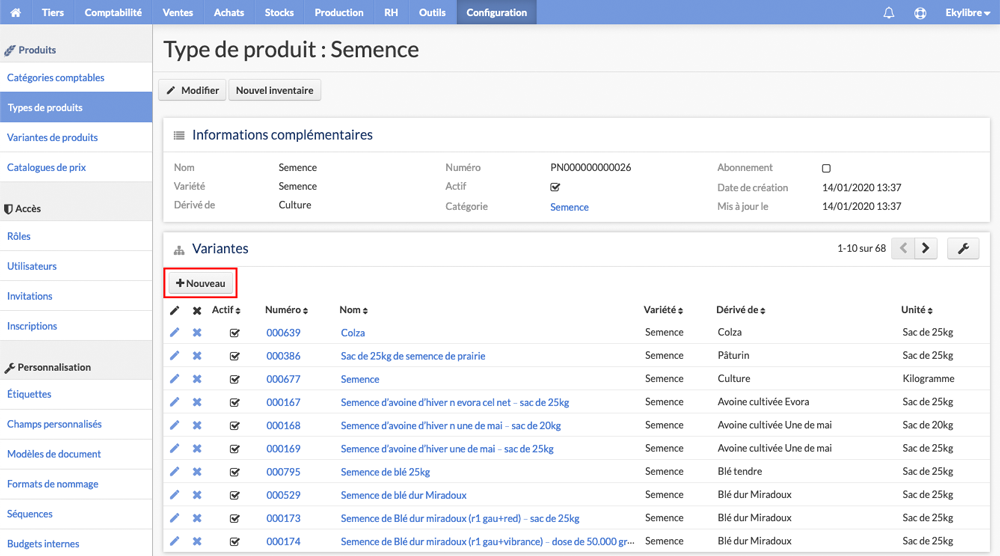 Tiers Comptabilité Ventes Achats Stocks Production RH Outils Configuration Ekylibre
Produits
Catégories comptables
Types de produits
Variantes de produits
Catalogues de prix
Accès
Rôles
Utilisateurs
Invitations
Inscriptions
Personnalisation
Étiquettes
Champs personnalisés
Modèles de document
Formats de nommage
Séquences
Budgets internes
Type de produit : Semence
Modifier Nouvel inventaire
Informations complémentaires
Nom Semence Numéro PN000000000026 Abonnement
Variété Semence Actif Date de création 14/01/2020 13:37
Dérivé de Culture Catégorie Semence Mis à jour le 14/01/2020 13:37
Variantes 1-10 sur 68
Nouveau
Actif Numéro Nom Variété Dérivé de Unité
000639 Colza Semence Colza Sac de 25kg
000386 Sac de 25kg de semence de prairie Semence Pâturin Sac de 25kg
000677 Semence Semence Culture Kilogramme
000167 Semence d'avoine d'hiver n evora cel net – sac de 25kg Semence Avoine cultivée Evora Sac de 25kg
000168 Semence d'avoine d'hiver n une de mai – sac de 20kg Semence Avoine cultivée Une de mai Sac de 20kg
000169 Semence d'avoine d'hiver une de mai – sac de 25kg Semence Avoine cultivée Une de mai Sac de 25kg
000795 Semence de blé 25kg Semence Blé tendre Sac de 25kg
000529 Semence de blé dur Miradoux Semence Blé dur Miradoux Sac de 25kg
000173 Semence de Blé dur miradoux (r1 gau+red) – sac de 25kg Semence Blé dur Miradoux Sac de 25kg
000174 Semence de Blé dur miradoux (r1 gau+vibrance) – dose de 50.000 gr... Semence Blé dur Miradoux Sac de 25kg